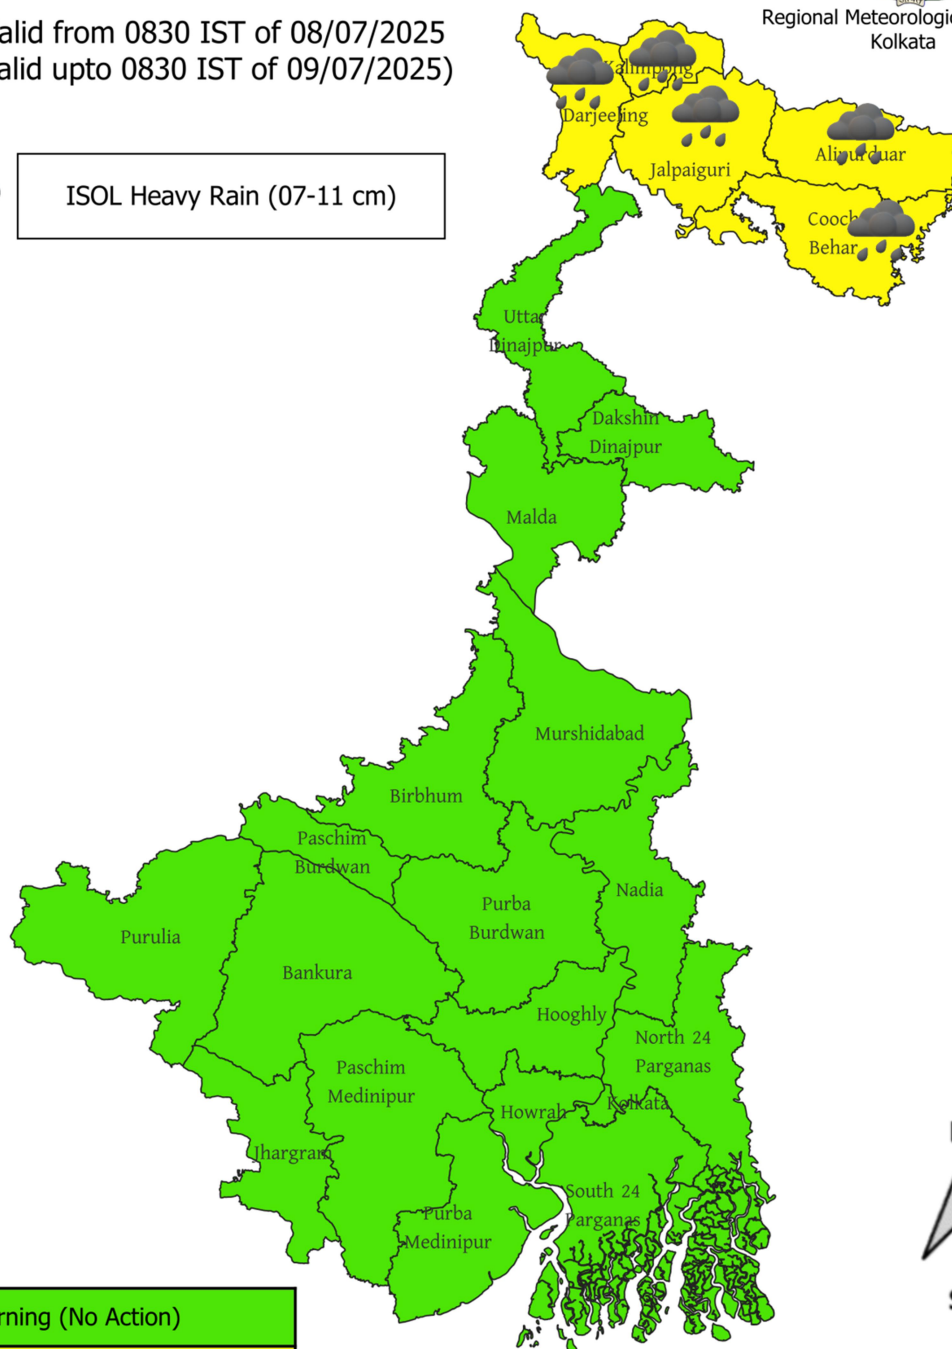 alid from 0830 IST of 08/07/2025
alid upto 0830 IST of 09/07/2025)
Regional Meteorologic
Kolkata
ISOL Heavy Rain (07-11 cm)
Kalimpong
Darjeeling
Jalpaiguri
Alipurduar
Cooch
Behar
Utta
Dinajpur
Dakshin
Dinajpur
Malda
Murshidabad
Birbhum
Paschim
Burdwan
Nadia
Purba
Burdwan
Purulia
Bankura
Hooghly
North 24
Parganas
Paschim
Medinipur
Howrah
Kolkata
Jhargram
South 24
Parganas
Purba
Medinipur
rning (No Action)